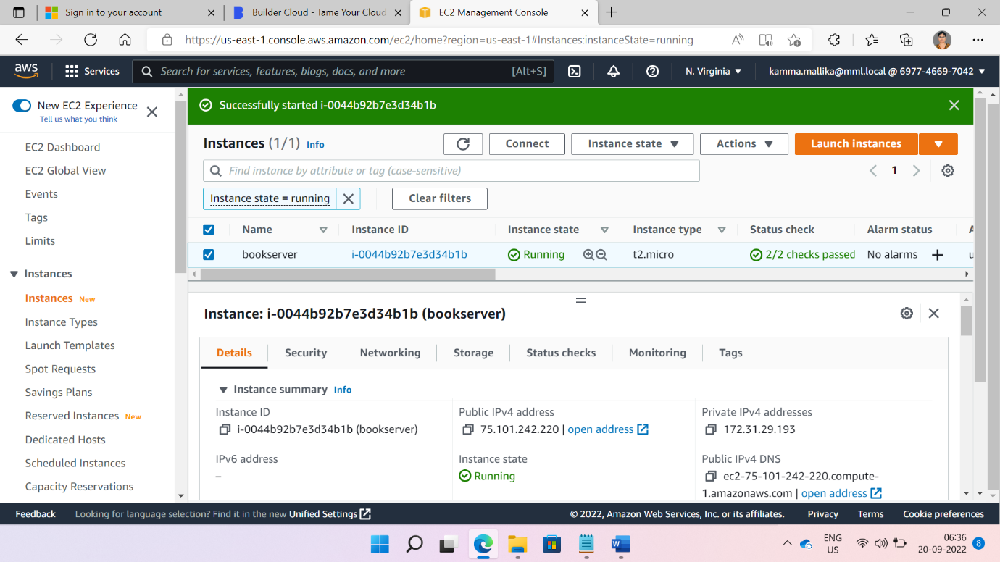 Sign in to your account
Builder Cloud - Tame Your Cloud
EC2 Management Console
https://us-east-1.console.aws.amazon.com/ec2/home?region=us-east-1#Instances:instanceState=running
aws
Services
Search for services, features, blogs, docs, and more [Alt+S]
N. Virginia
kamma.mallika@mml.local @ 6977-4669-7042
New EC2 Experience
Tell us what you think
EC2 Dashboard
EC2 Global View
Events
Tags
Limits
Instances
Instances New
Instance Types
Launch Templates
Spot Requests
Savings Plans
Reserved Instances New
Dedicated Hosts
Scheduled Instances
Capacity Reservations
Successfully started i-0044b92b7e3d34b1b
Instances (1/1) Info
Connect
Instance state
Actions
Launch instances
Find instance by attribute or tag (case-sensitive)
1
Instance state = running
Clear filters
Name Instance ID Instance state Instance type Status check Alarm status A
bookserver i-0044b92b7e3d34b1b Running t2.micro 2/2 checks passed No alarms + u
Instance: i-0044b92b7e3d34b1b (bookserver)
Details Security Networking Storage Status checks Monitoring Tags
Instance summary Info
Instance ID
i-0044b92b7e3d34b1b (bookserver)
Public IPv4 address
75.101.242.220 | open address
Private IPv4 addresses
172.31.29.193
IPv6 address
–
Instance state
Running
Public IPv4 DNS
ec2-75-101-242-220.compute-
1.amazonaws.com | open address
Feedback Looking for language selection? Find it in the new Unified Settings © 2022, Amazon Web Services, Inc. or its affiliates. Privacy Terms Cookie preferences
ENG
US
06:36
20-09-2022
8